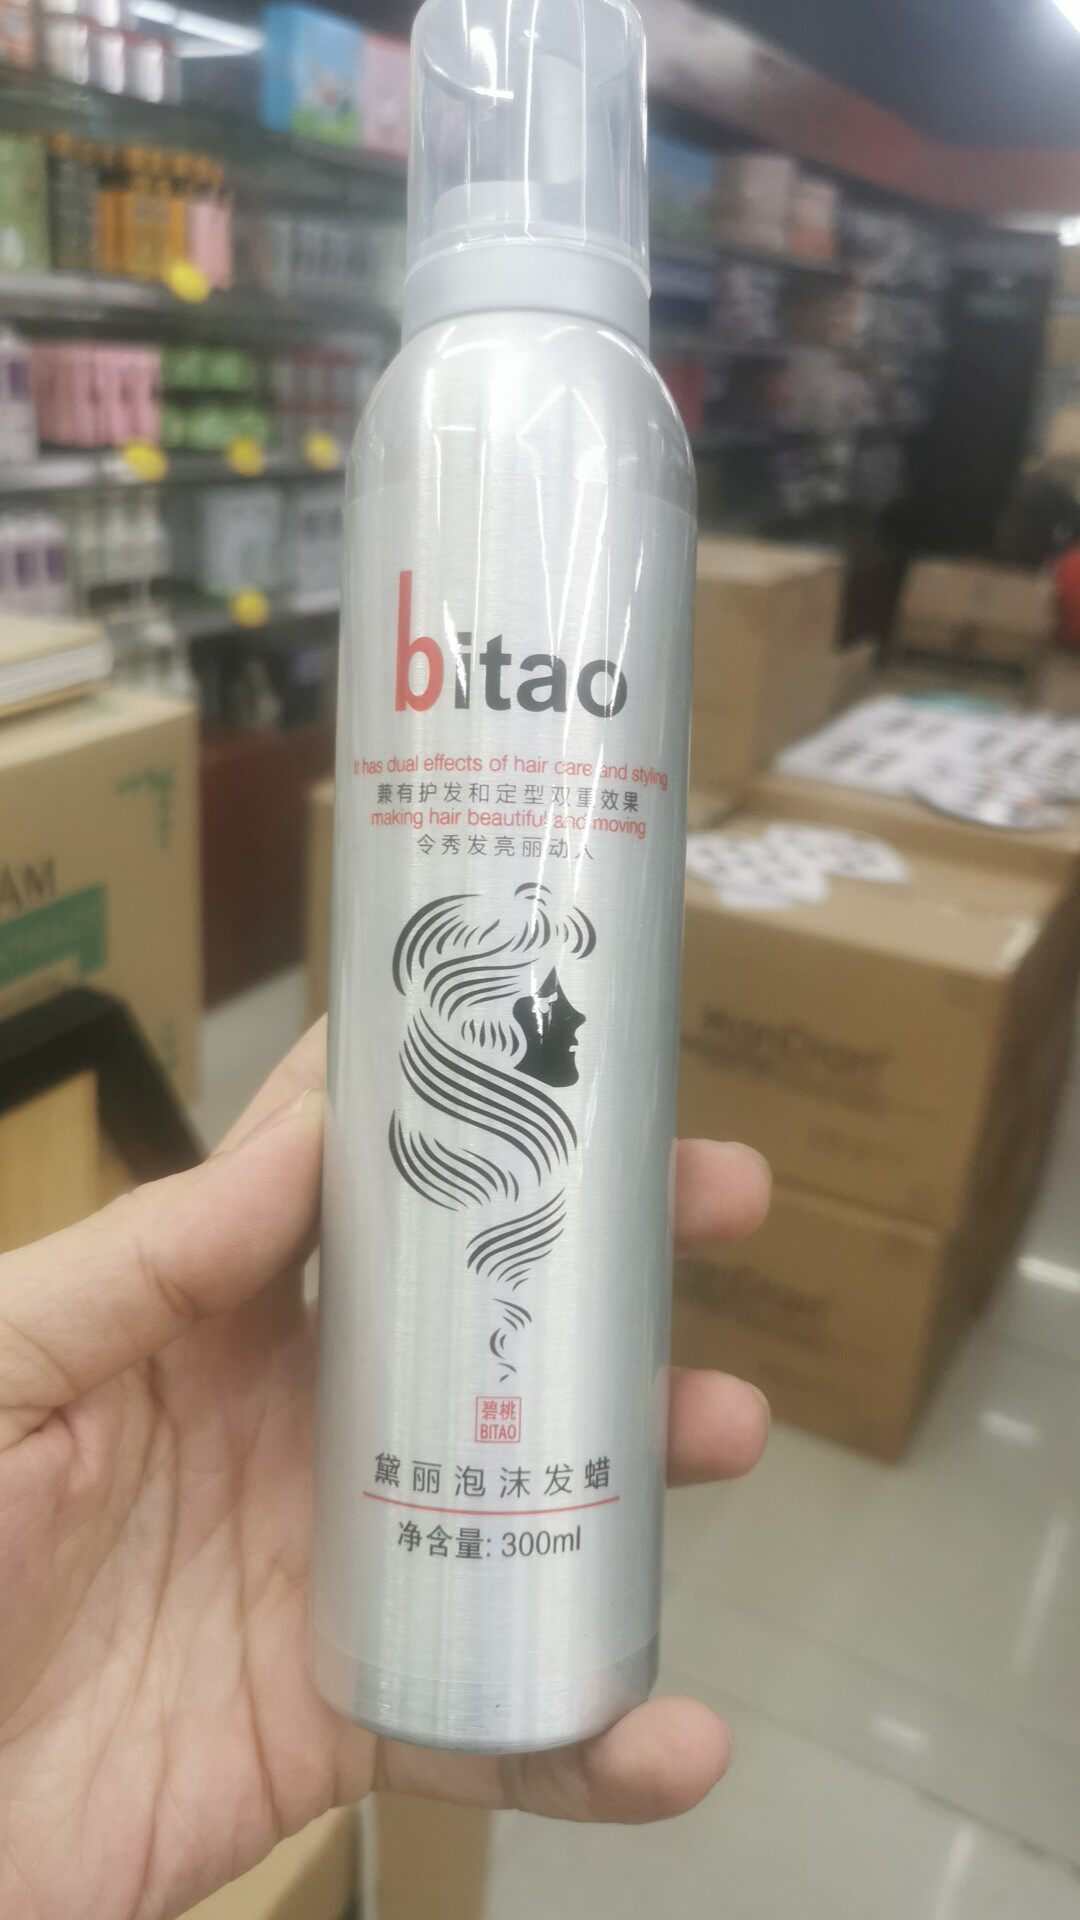 bitao
It has dual effects of hair care and styling
兼有护发和定型双重效果
making hair beautiful and moving
令秀发亮丽动人
碧桃
BITAO
黛丽泡沫发蜡
净含量: 300ml
AM